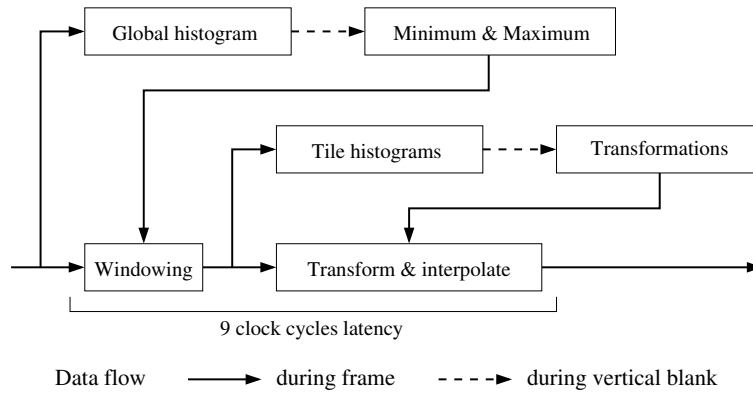 Global histogram
Minimum & Maximum
Tile histograms
Transformations
Windowing
Transform & interpolate
9 clock cycles latency
Data flow during frame during vertical blank